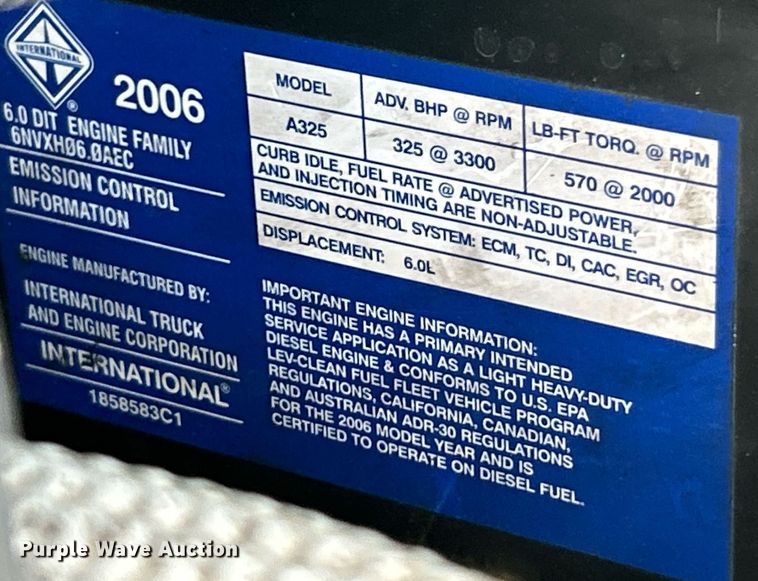 INTERNATIONAL
®
2006
6.0 DIT ENGINE FAMILY
6NVXH06.0AEC
EMISSION CONTROL
INFORMATION
ENGINE MANUFACTURED BY:
INTERNATIONAL TRUCK
AND ENGINE CORPORATION
INTERNATIONAL®
1858583C1
MODEL ADV. BHP @ RPM LB-FT TORQ. @ RPM
A325 325 @ 3300 570 @ 2000
CURB IDLE, FUEL RATE @ ADVERTISED POWER,
AND INJECTION TIMING ARE NON-ADJUSTABLE.
EMISSION CONTROL SYSTEM: ECM, TC, DI, CAC, EGR, OC
DISPLACEMENT: 6.0L
IMPORTANT ENGINE INFORMATION:
THIS ENGINE HAS A PRIMARY INTENDED
SERVICE APPLICATION AS A LIGHT HEAVY-DUTY
DIESEL ENGINE & CONFORMS TO U.S. EPA
LEV-CLEAN FUEL FLEET VEHICLE PROGRAM
REGULATIONS, CALIFORNIA, CANADIAN,
AND AUSTRALIAN ADR-30 REGULATIONS
FOR THE 2006 MODEL YEAR AND IS
CERTIFIED TO OPERATE ON DIESEL FUEL.
Purple Wave Auction